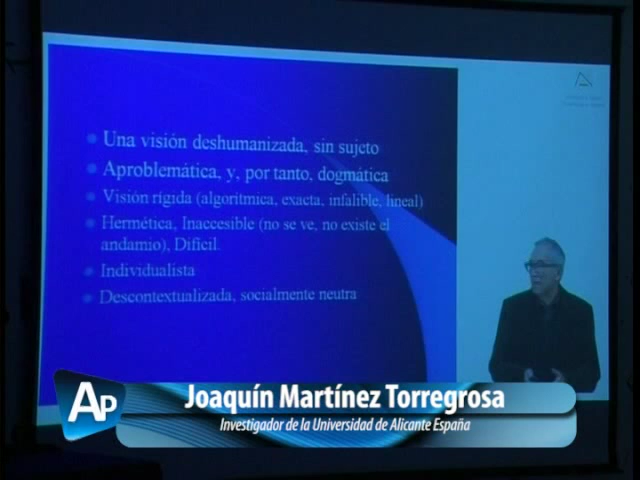 Una visión deshumanizada, sin sujeto
Aproblemática, y, por tanto, dogmática
Visión rígida (algorítmica, exacta, infalible, lineal)
Hermética, Inaccesible (no se ve, no existe el
andamio), Difícil.
Individualista
Descontextualizada, socialmente neutra
AP
Joaquín Martínez Torregrosa
Investigador de la Universidad de Alicante España